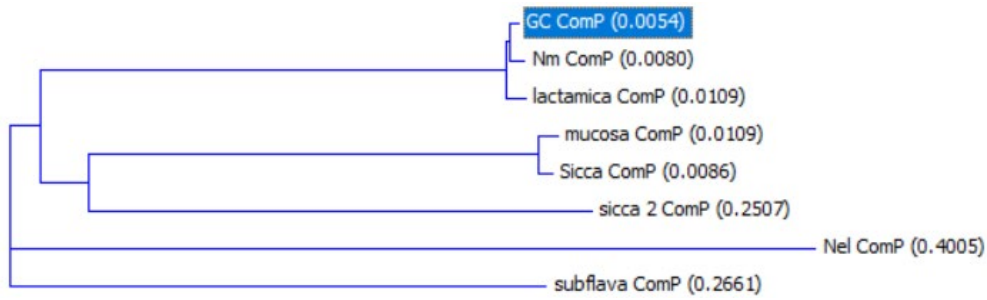 GC ComP (0.0054)
Nm ComP (0.0080)
lactamica ComP (0.0109)
mucosa ComP (0.0109)
Sicca ComP (0.0086)
sicca 2 ComP (0.2507)
Nel ComP (0.4005)
subflava ComP (0.2661)